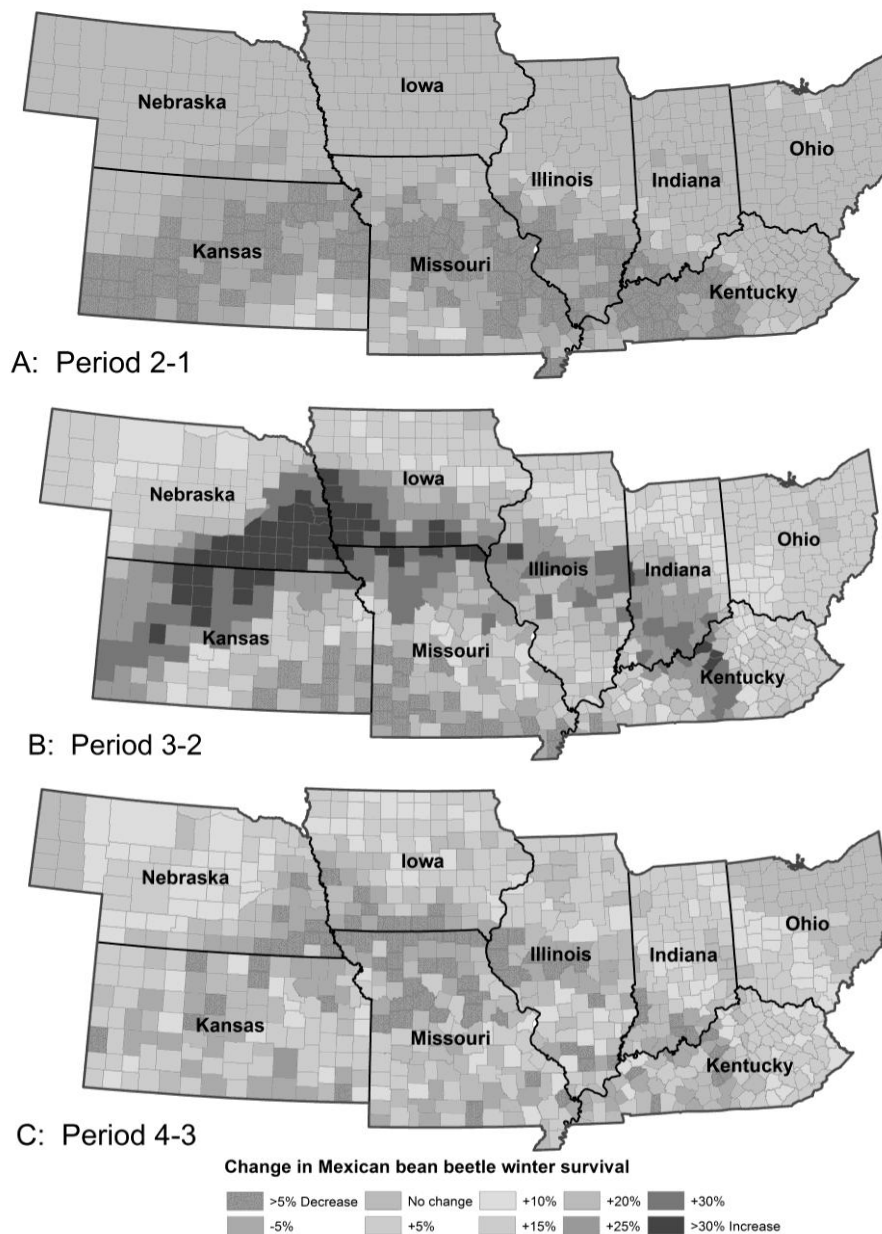 Nebraska
Iowa
Illinois
Indiana
Ohio
Kansas
Missouri
Kentucky
A: Period 2-1
Nebraska
Iowa
Illinois
Indiana
Ohio
Kansas
Missouri
Kentucky
B: Period 3-2
Nebraska
Iowa
Illinois
Indiana
Ohio
Kansas
Missouri
Kentucky
C: Period 4-3
Change in Mexican bean beetle winter survival
>5% Decrease No change +10% +20% +30%
-5% +5% +15% +25% >30% Increase